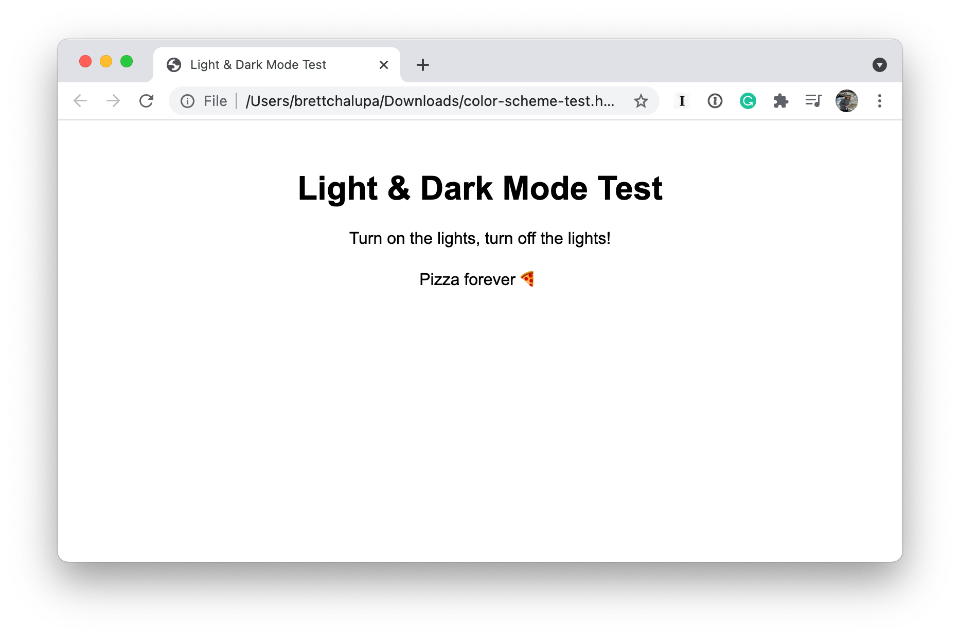 Light & Dark Mode Test
File | /Users/brettchalupa/Downloads/color-scheme-test.h...
Light & Dark Mode Test
Turn on the lights, turn off the lights!
Pizza forever 🍕